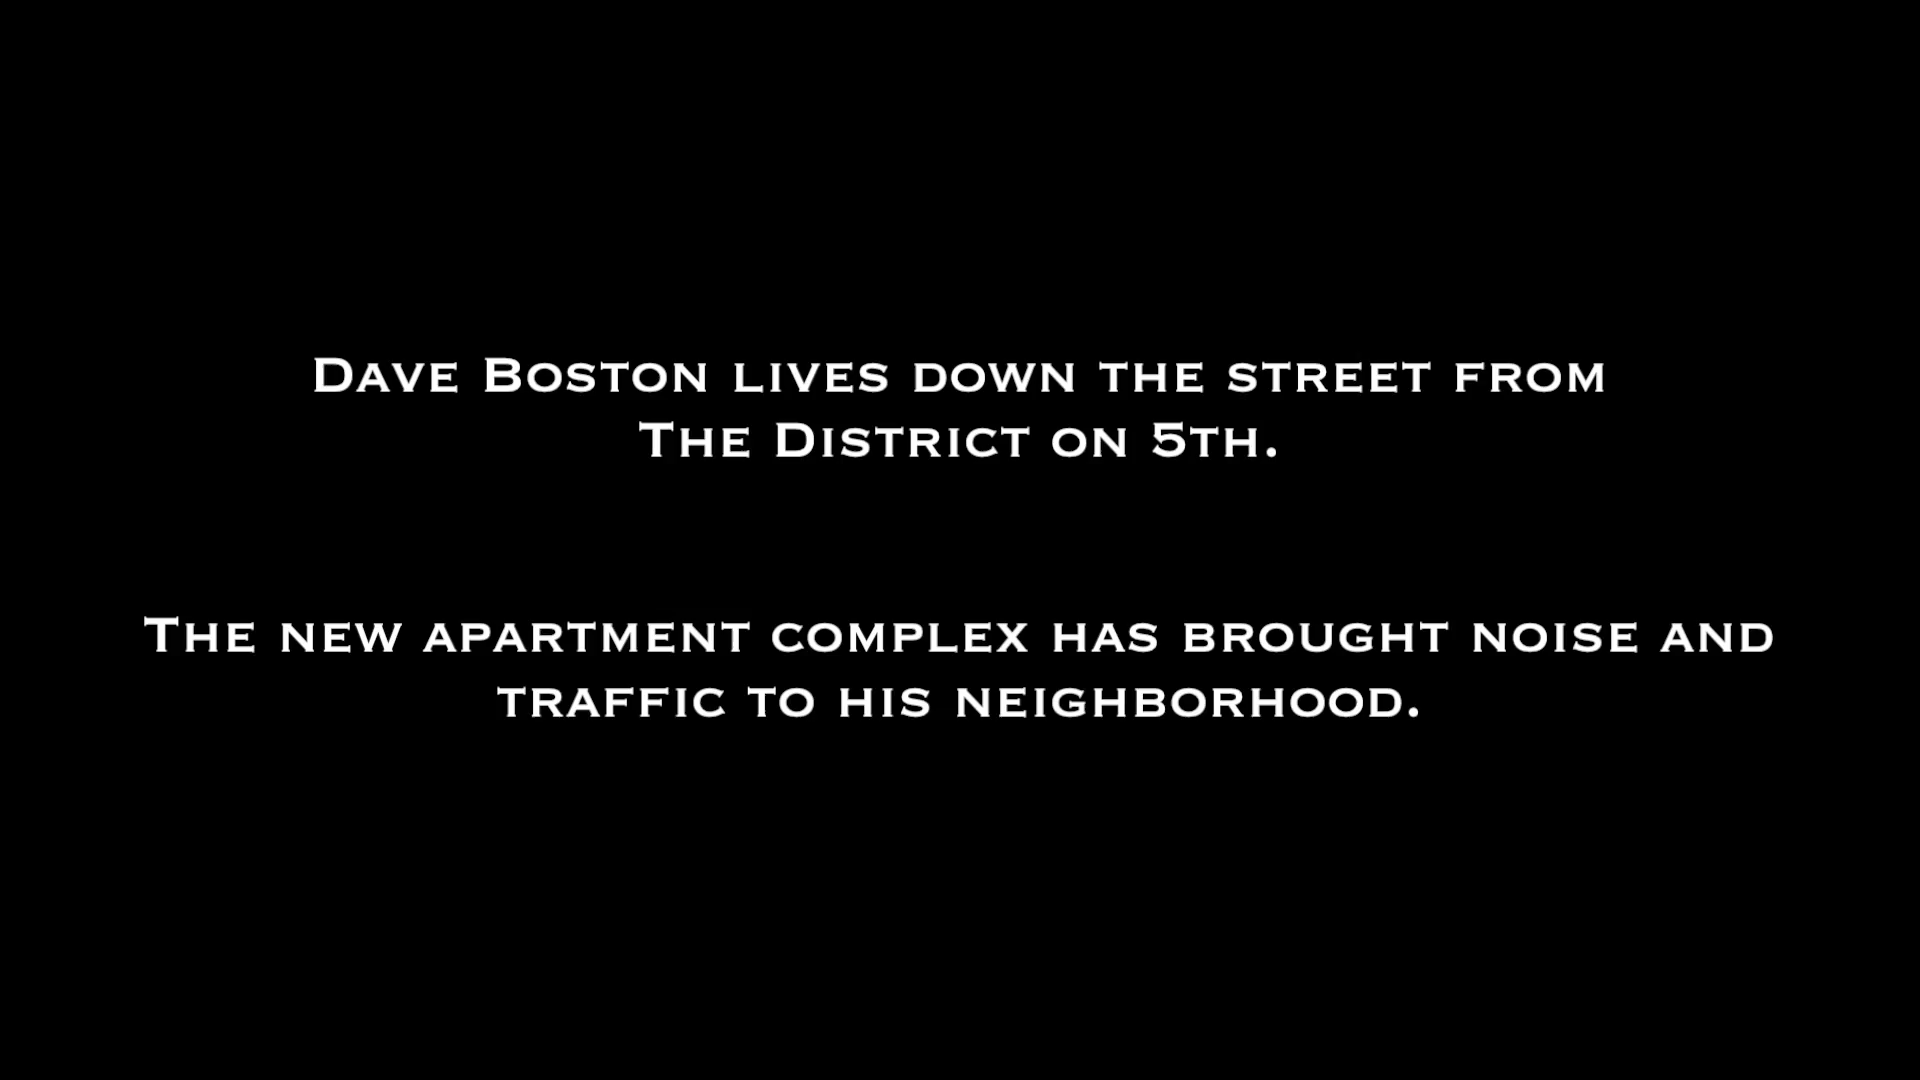 Dave Boston lives down the street from
The District on 5th.
The new apartment complex has brought noise and
traffic to his neighborhood.